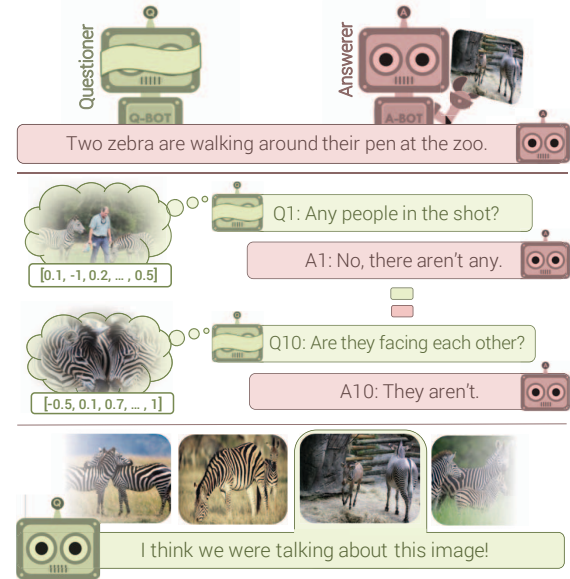 Q
A
Questioner
Answerer
Q-BOT
A-BOT
Two zebra are walking around their pen at the zoo.
A
Q
Q1: Any people in the shot?
A
A1: No, there aren't any.
[0.1, -1, 0.2, ... , 0.5]
Q
Q10: Are they facing each other?
A
A10: They aren't.
[-0.5, 0.1, 0.7, ... , 1]
Q
I think we were talking about this image!